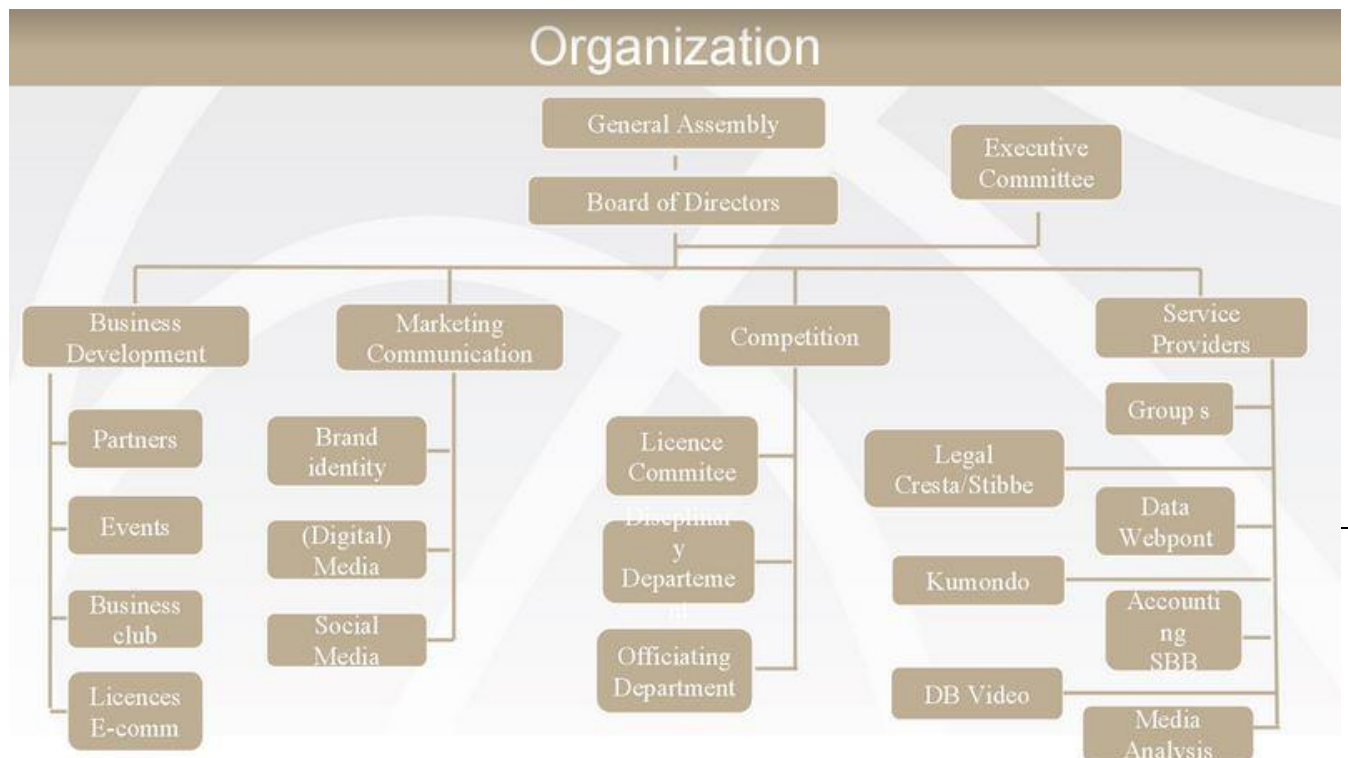 Organization
General Assembly
Executive
Committee
Board of Directors
Business
Development
Marketing
Communication
Competition
Service
Providers
Partners
Events
Business
club
Licences
E-comm
Brand
identity
(Digital)
Media
Social
Media
Licence
Commitee
Diseplinar
y
Departeme
Officiating
Department
Group s
Legal
Cresta/Stibbe
Data
Webpont
Kumondo
Accounti
ng
SBB
DB Video
Media
Analysis